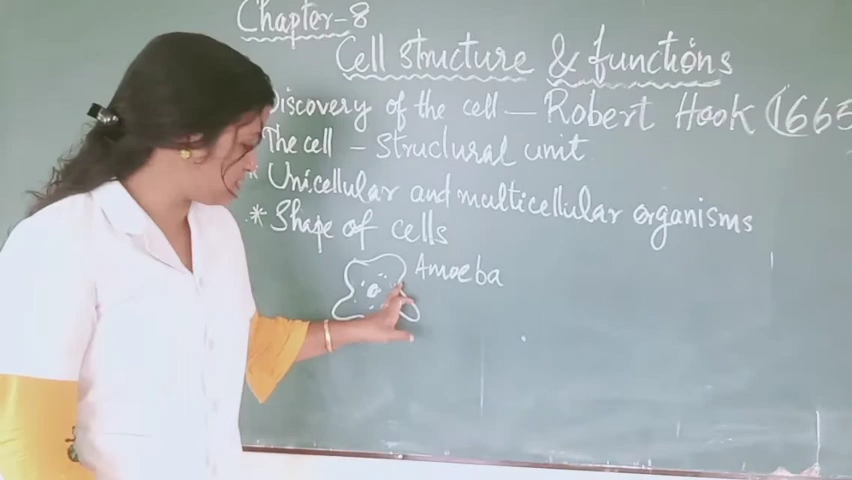 Chapter-8
Cell structure & functions
Discovery of the cell — Robert Hook (1665
The cell - Structural unit
* Unicellular and multicellular organisms
* Shape of cells
Amoeba